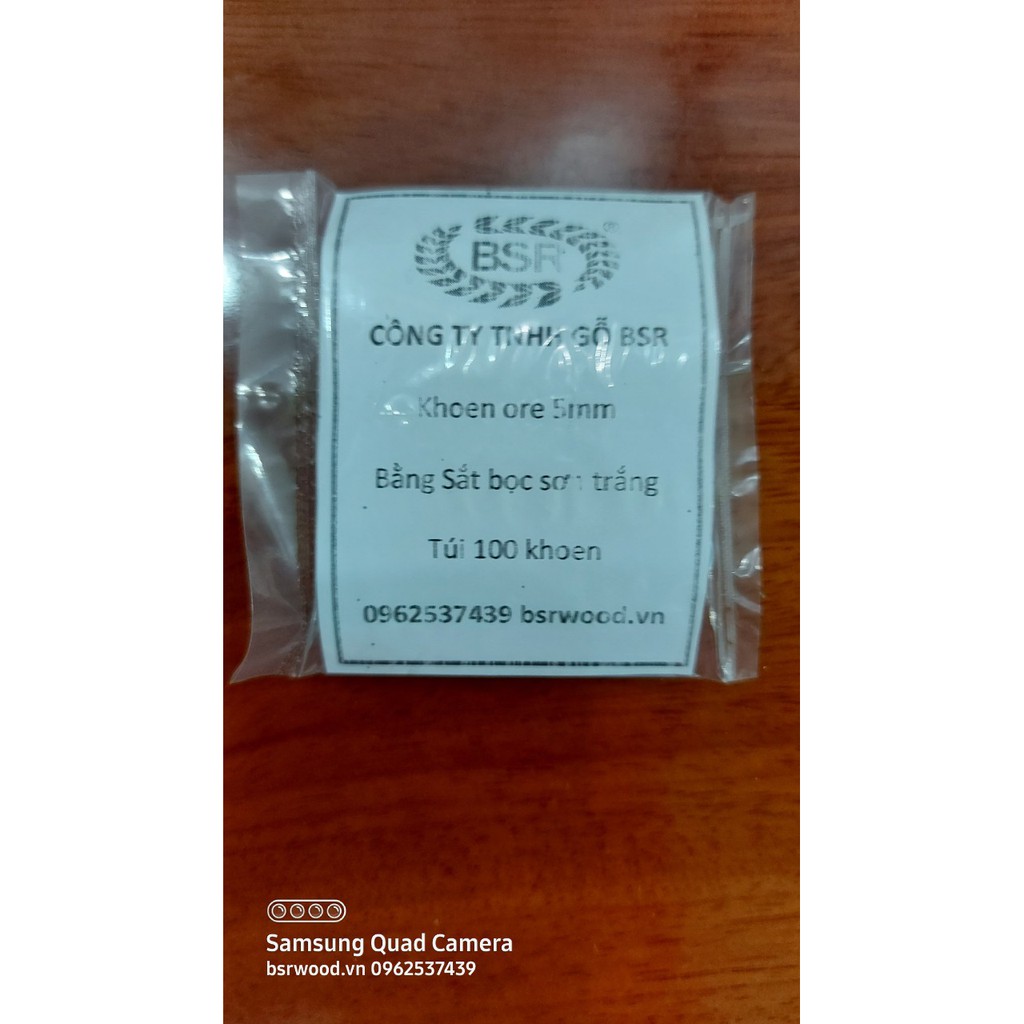 BSR
®
CÔNG TY TNHH GỖ BSR
Khoen ore 5mm
Bằng Sắt bọc sơn trắng
Túi 100 khoen
0962537439 bsrwood.vn
Samsung Quad Camera
bsrwood.vn 0962537439